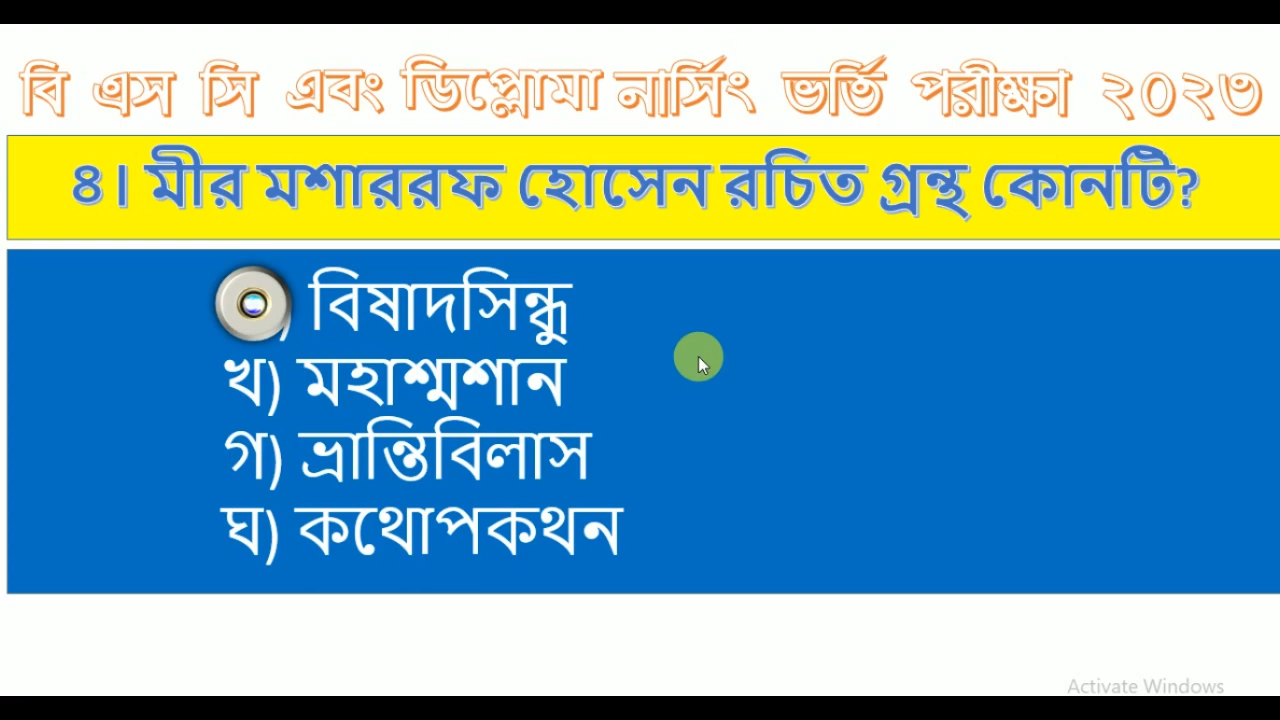 বি এস সি এবং ডিপ্লোমা নার্সিং ভর্তি পরীক্ষা ২০২৩
৪। মীর মশাররফ হোসেন রচিত গ্রন্থ কোনটি?
) বিষাদসিন্ধু
খ) মহাশ্মশান
গ) ভ্রান্তিবিলাস
ঘ) কথোপকথন
Activate Windows